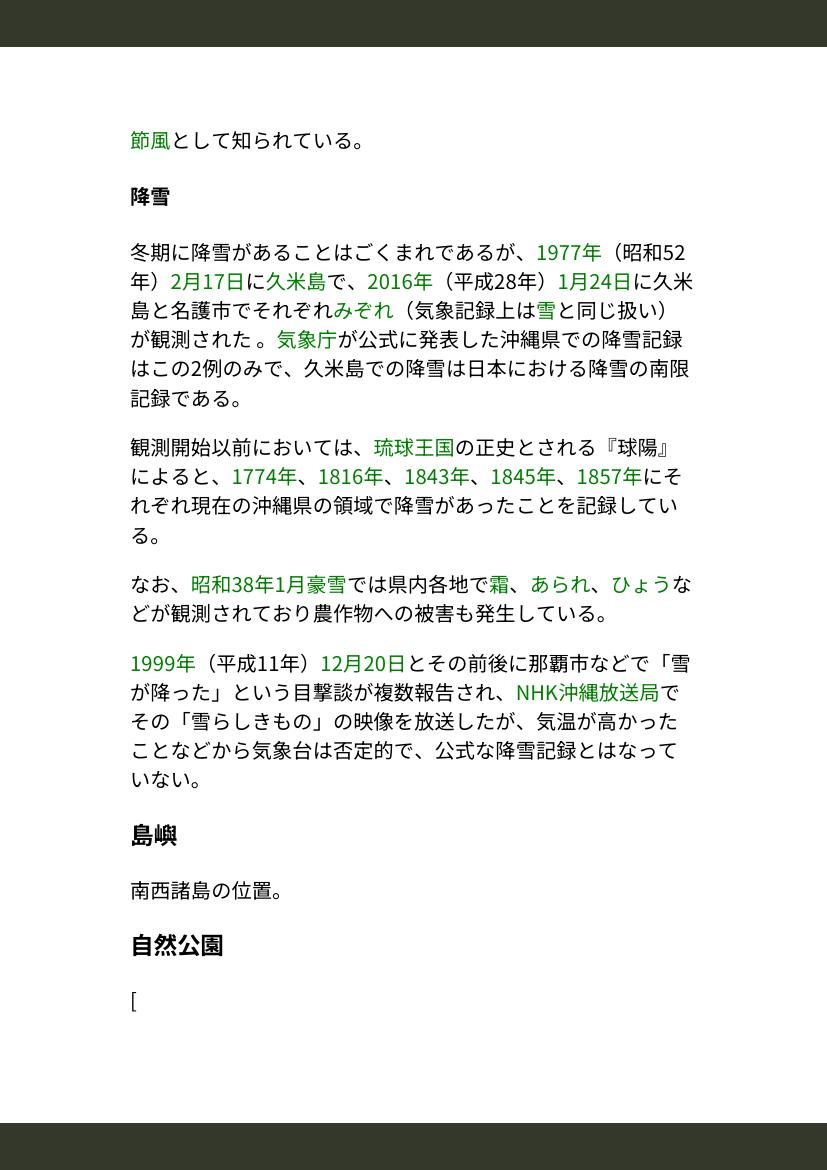 節風として知られている。
降雪
冬期に降雪があることはごくまれであるが、1977年（昭和52
年）2月17日に久米島で、2016年（平成28年）1月24日に久米
島と名護市でそれぞれみぞれ（気象記録上は雪と同じ扱い）
が観測された 。気象庁が公式に発表した沖縄県での降雪記録
はこの2例のみで、久米島での降雪は日本における降雪の南限
記録である。
観測開始以前においては、琉球王国の正史とされる『球陽』
によると、1774年、1816年、1843年、1845年、1857年にそ
れぞれ現在の沖縄県の領域で降雪があったことを記録してい
る。
なお、昭和38年1月豪雪では県内各地で霜、あられ、ひょうな
どが観測されており農作物への被害も発生している。
1999年（平成11年）12月20日とその前後に那覇市などで「雪
が降った」という目撃談が複数報告され、NHK沖縄放送局で
その「雪らしきもの」の映像を放送したが、気温が高かった
ことなどから気象台は否定的で、公式な降雪記録とはなって
いない。
島嶼
南西諸島の位置。
自然公園
[